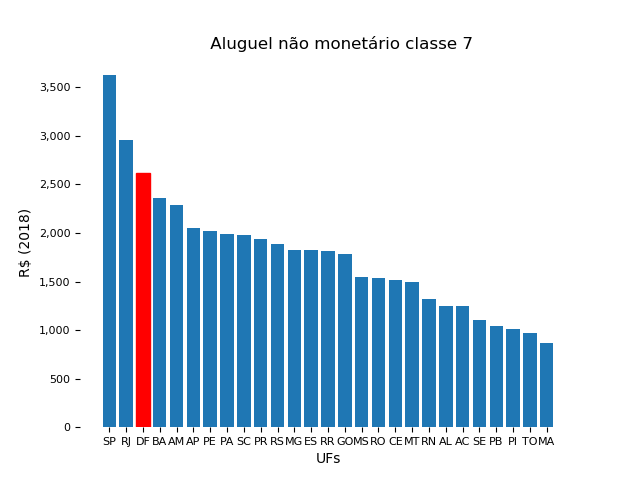 Aluguel não monetário classe 7
3,500
3,000
2,500
2,000
1,500
1,000
500
0
R$ (2018)
SP RJ DF BA AM AP PE PA SC PR RS MG ES RR GO MS RO CE MT RN AL AC SE PB PI TO MA
UFs